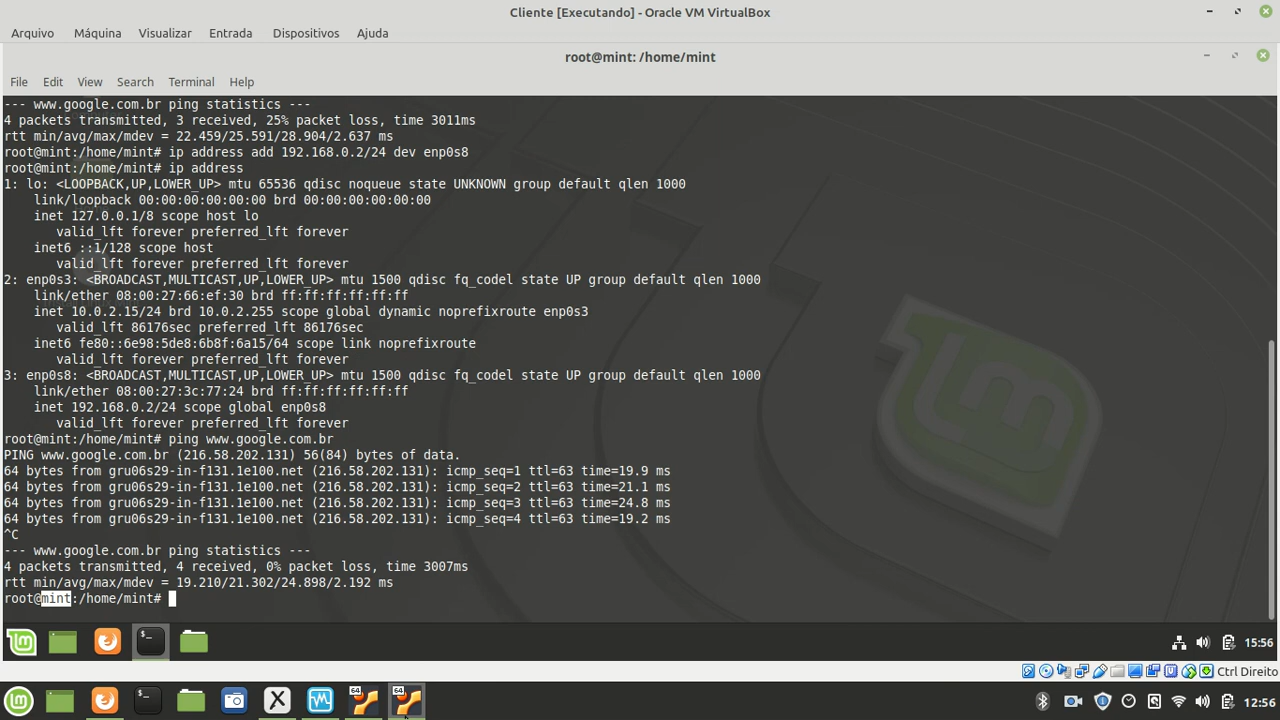 Cliente [Executando] - Oracle VM VirtualBox
Arquivo Máquina Visualizar Entrada Dispositivos Ajuda
root@mint: /home/mint
File Edit View Search Terminal Help
--- www.google.com.br ping statistics ---
4 packets transmitted, 3 received, 25% packet loss, time 3011ms
rtt min/avg/max/mdev = 22.459/25.591/28.904/2.637 ms
root@mint:/home/mint# ip address add 192.168.0.2/24 dev enp0s8
root@mint:/home/mint# ip address
1: lo: <LOOPBACK,UP,LOWER_UP> mtu 65536 qdisc noqueue state UNKNOWN group default qlen 1000
    link/loopback 00:00:00:00:00:00 brd 00:00:00:00:00:00
    inet 127.0.0.1/8 scope host lo
       valid_lft forever preferred_lft forever
    inet6 ::1/128 scope host
       valid_lft forever preferred_lft forever
2: enp0s3: <BROADCAST,MULTICAST,UP,LOWER_UP> mtu 1500 qdisc fq_codel state UP group default qlen 1000
    link/ether 08:00:27:66:ef:30 brd ff:ff:ff:ff:ff:ff
    inet 10.0.2.15/24 brd 10.0.2.255 scope global dynamic noprefixroute enp0s3
       valid_lft 86176sec preferred_lft 86176sec
    inet6 fe80::6e98:5de8:6b8f:6a15/64 scope link noprefixroute
       valid_lft forever preferred_lft forever
3: enp0s8: <BROADCAST,MULTICAST,UP,LOWER_UP> mtu 1500 qdisc fq_codel state UP group default qlen 1000
    link/ether 08:00:27:3c:77:24 brd ff:ff:ff:ff:ff:ff
    inet 192.168.0.2/24 scope global enp0s8
       valid_lft forever preferred_lft forever
root@mint:/home/mint# ping www.google.com.br
PING www.google.com.br (216.58.202.131) 56(84) bytes of data.
64 bytes from gru06s29-in-f131.1e100.net (216.58.202.131): icmp_seq=1 ttl=63 time=19.9 ms
64 bytes from gru06s29-in-f131.1e100.net (216.58.202.131): icmp_seq=2 ttl=63 time=21.1 ms
64 bytes from gru06s29-in-f131.1e100.net (216.58.202.131): icmp_seq=3 ttl=63 time=24.8 ms
64 bytes from gru06s29-in-f131.1e100.net (216.58.202.131): icmp_seq=4 ttl=63 time=19.2 ms
^C
--- www.google.com.br ping statistics ---
4 packets transmitted, 4 received, 0% packet loss, time 3007ms
rtt min/avg/max/mdev = 19.210/21.302/24.898/2.192 ms
root@mint:/home/mint#
15:56
Ctrl Direito
64
64
12:56